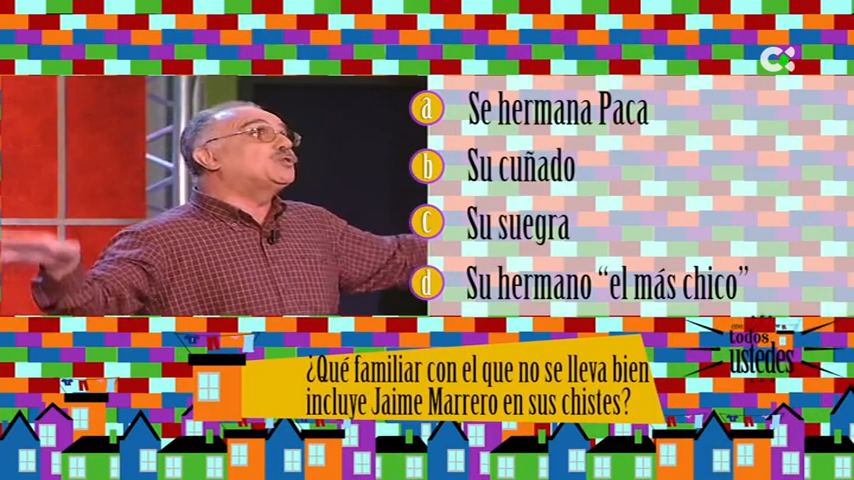 a Se hermana Paca
b Su cuñado
c Su suegra
d Su hermano “el más chico”
con
todos
ustedes
¿Qué familiar con el que no se lleva bien
incluye Jaime Marrero en sus chistes?